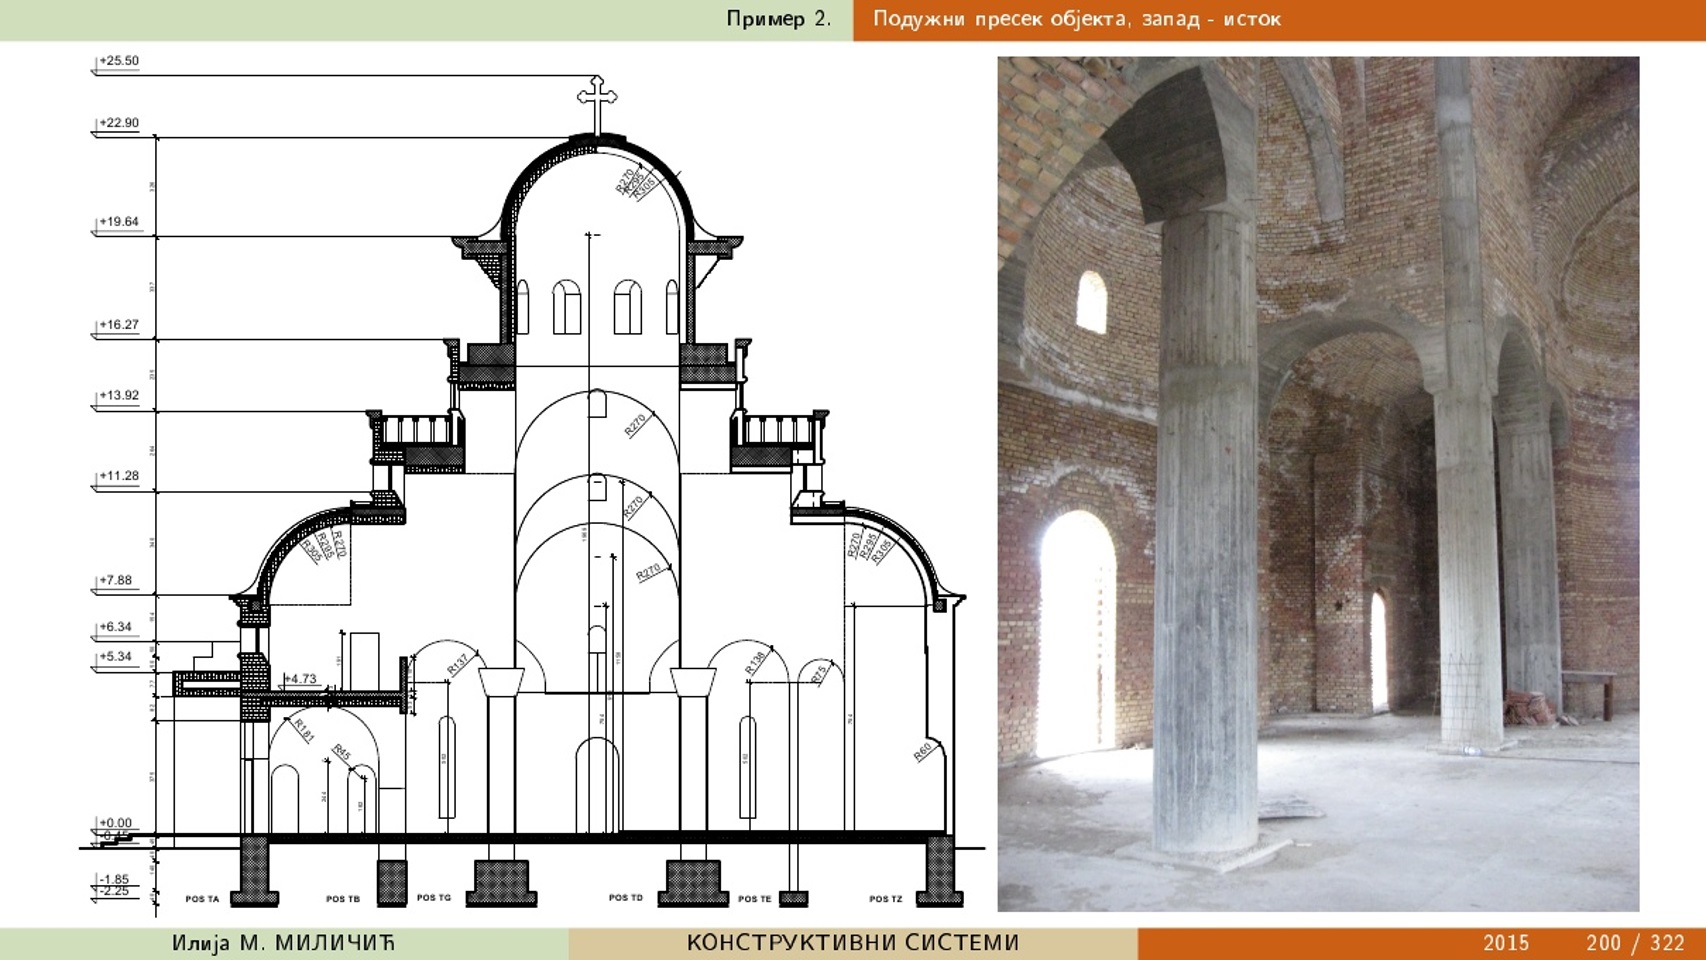 Пример 2.
Подужни пресек објекта, запад - исток
+25.50
+22.90
+19.64
+16.27
+13.92
+11.28
+7.88
+6.34
+5.34
+4.73
+0.00
-0.45
-1.85
-2.25
R270
R295
R305
R270
R270
R270
R305
R295
R270
R270
R295
R305
R137
R138
R75
R181
R45
R60
POS TA
POS TB
POS TG
POS TD
POS TE
POS TZ
Илија М. МИЛИЧИЋ
КОНСТРУКТИВНИ СИСТЕМИ
2015
200 / 322